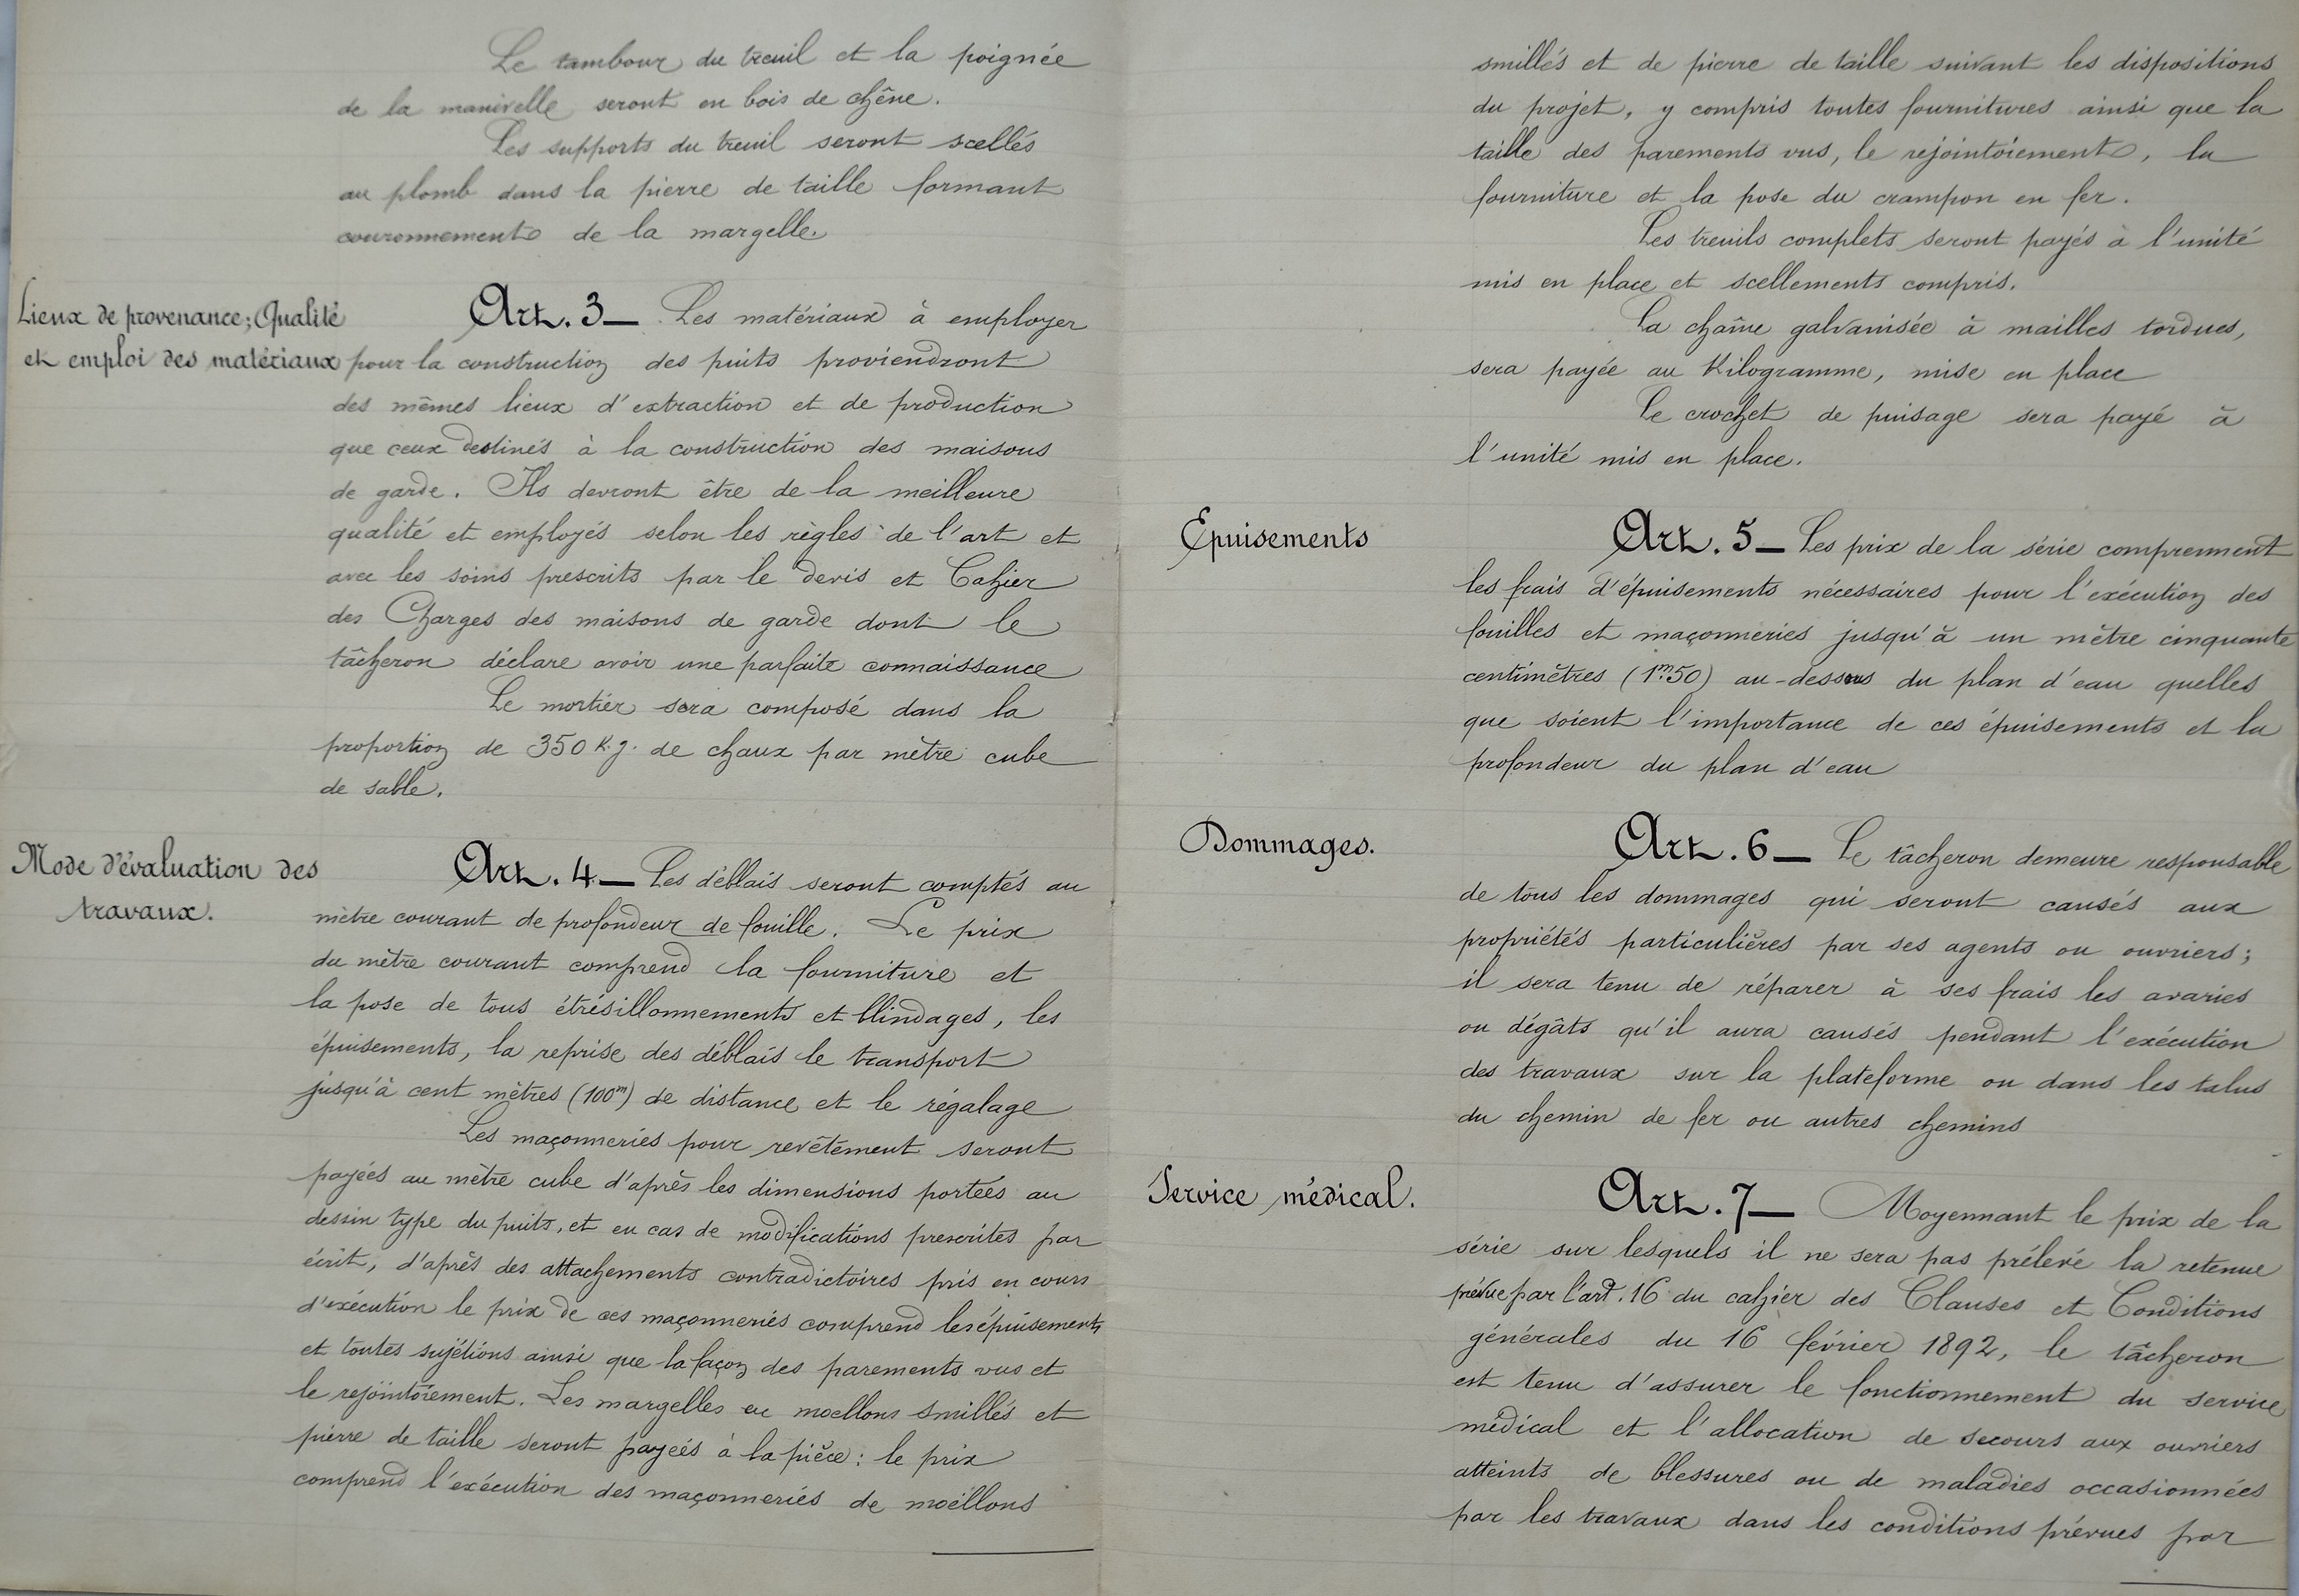 Le tambour du treuil et la poignée
de la manivelle seront en bois de chêne.
Les supports du treuil seront scellés
au plomb dans la pierre de taille formant
couronnement de la margelle.
Lieux de provenance; Qualité
et emploi des matériaux
Art. 3 — Les matériaux à employer
pour la construction des puits proviendront
des mêmes lieux d'extraction et de production
que ceux destinés à la construction des maisons
de garde. Ils devront être de la meilleure
qualité et employés selon les règles de l'art et
avec les soins prescrits par le devis et Cahier
des Charges des maisons de garde dont le
tâcheron déclare avoir une parfaite connaissance
Le mortier sera composé dans la
proportion de 350 K.g. de chaux par mètre cube
de sable.
Mode d'évaluation des
travaux.
Art. 4 — Les déblais seront comptés au
mètre courant de profondeur de fouille. Le prix
du mètre courant comprend la fourniture et
la pose de tous étrésillonnements et blindages, les
épuisements, la reprise des déblais le transport
jusqu'à cent mètres (100m) de distance et le régalage
Les maçonneries pour revêtement seront
payées au mètre cube d'après les dimensions portées au
dessin type du puits, et en cas de modifications prescrites par
écrit, d'après des attachements contradictoires pris en cours
d'exécution le prix de ces maçonneries comprend les épuisements
et toutes sujétions ainsi que la façon des parements vus et
le rejointoiement. Les margelles en moellons smillés et
pierre de taille seront payées à la pièce: le prix
comprend l'exécution des maçonneries de moëllons
smillés et de pierre de taille suivant les dispositions
du projet, y compris toutes fournitures ainsi que la
taille des parements vus, le rejointoiement, la
fourniture et la pose du crampon en fer.
Les treuils complets seront payés à l'unité
mis en place et scellements compris.
La chaîne galvanisée à mailles tordues,
sera payée au Kilogramme, mise en place
Le crochet de puisage sera payé à
l'unité mis en place.
Epuisements
Art. 5 — Les prix de la série comprennent
les frais d'épuisements nécessaires pour l'exécution des
fouilles et maçonneries jusqu'à un mètre cinquante
centimètres (1m.50) au-dessous du plan d'eau quelles
que soient l'importance de ces épuisements et la
profondeur du plan d'eau
Dommages.
Art. 6 — Le tâcheron demeure responsable
de tous les dommages qui seront causés aux
propriétés particulières par ses agents ou ouvriers;
il sera tenu de réparer à ses frais les avaries
ou dégâts qu'il aura causés pendant l'exécution
des travaux sur la plateforme ou dans les talus
du chemin de fer ou autres chemins
Service médical.
Art. 7 — Moyennant le prix de la
série sur lesquels il ne sera pas prélevé la retenue
prévue par l'art. 16 du cahier des Clauses et Conditions
générales du 16 février 1892, le tâcheron
est tenu d'assurer le fonctionnement du service
médical et l'allocation de secours aux ouvriers
atteints de blessures ou de maladies occasionnées
par les travaux dans les conditions prévues par